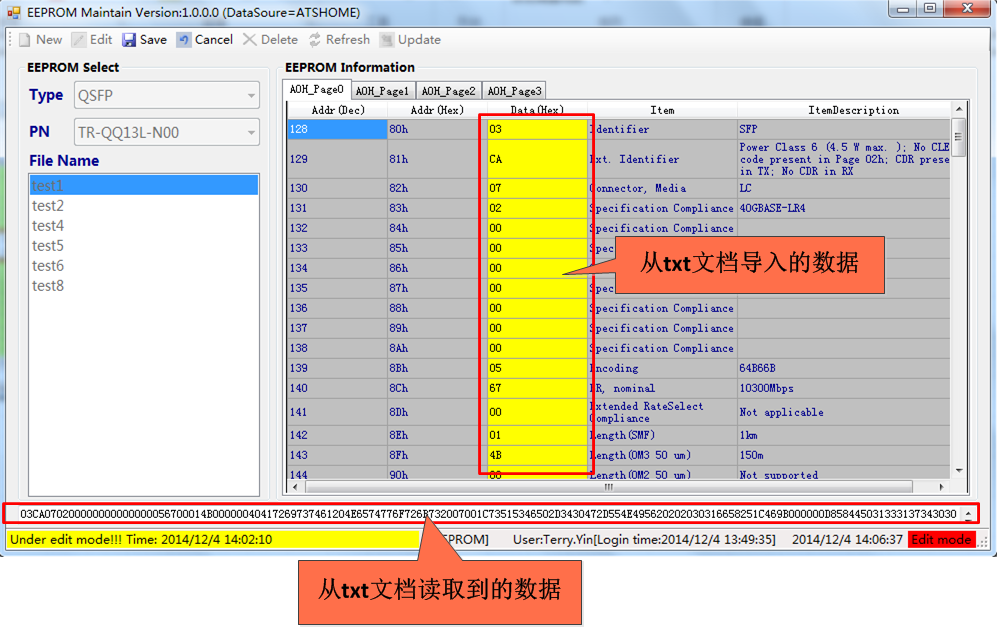 EEPROM Maintain Version:1.0.0.0 (DataSoure=ATSHOME)
New Edit Save Cancel Delete Refresh Update
EEPROM Select
Type QSFP
PN TR-QQ13L-N00
File Name
test1
test2
test4
test5
test6
test8
EEPROM Information
A0H_Page0 A0H_Page1 A0H_Page2 A0H_Page3
Addr(Dec) Addr(Hex) Data(Hex) Item ItemDescription
128 80h 03 Identifier SFP
129 81h CA Ext. Identifier Power Class 6 (4.5 W max. ); No CLE
code present in Page 02h; CDR prese
in TX; No CDR in RX
130 82h 07 Connector, Media LC
131 83h 02 Specification Compliance 40GBASE-LR4
132 84h 00 Specification Compliance
133 85h 00 Spec
134 86h 00
135 87h 00 Spec
136 88h 00 Specification Compliance
137 89h 00 Specification Compliance
138 8Ah 00 Specification Compliance
139 8Bh 05 Encoding 64B66B
140 8Ch 67 BR, nominal 10300Mbps
141 8Dh 00 Extended RateSelect
Compliance Not applicable
142 8Eh 01 Length(SMF) 1km
143 8Fh 4B Length(OM3 50 um) 150m
144 90h 00 Length(OM2 50 um) Not supported
从txt文档导入的数据
Under edit mode!!! Time: 2014/12/4 14:02:10 EPROM] User:Terry.Yin[Login time:2014/12/4 13:49:35] 2014/12/4 14:06:37 Edit mode
从txt文档读取到的数据